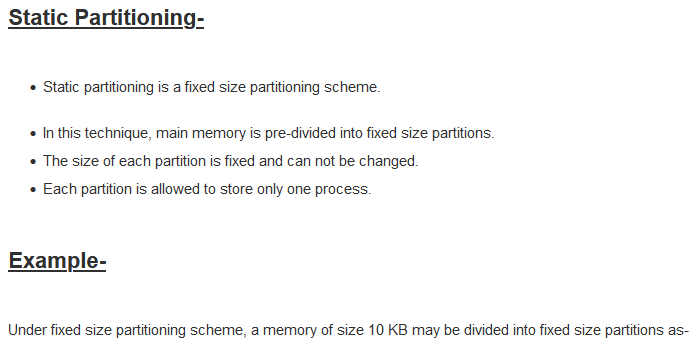 Static Partitioning-
Static partitioning is a fixed size partitioning scheme.
In this technique, main memory is pre-divided into fixed size partitions.
The size of each partition is fixed and can not be changed.
Each partition is allowed to store only one process.
Example-
Under fixed size partitioning scheme, a memory of size 10 KB may be divided into fixed size partitions as-